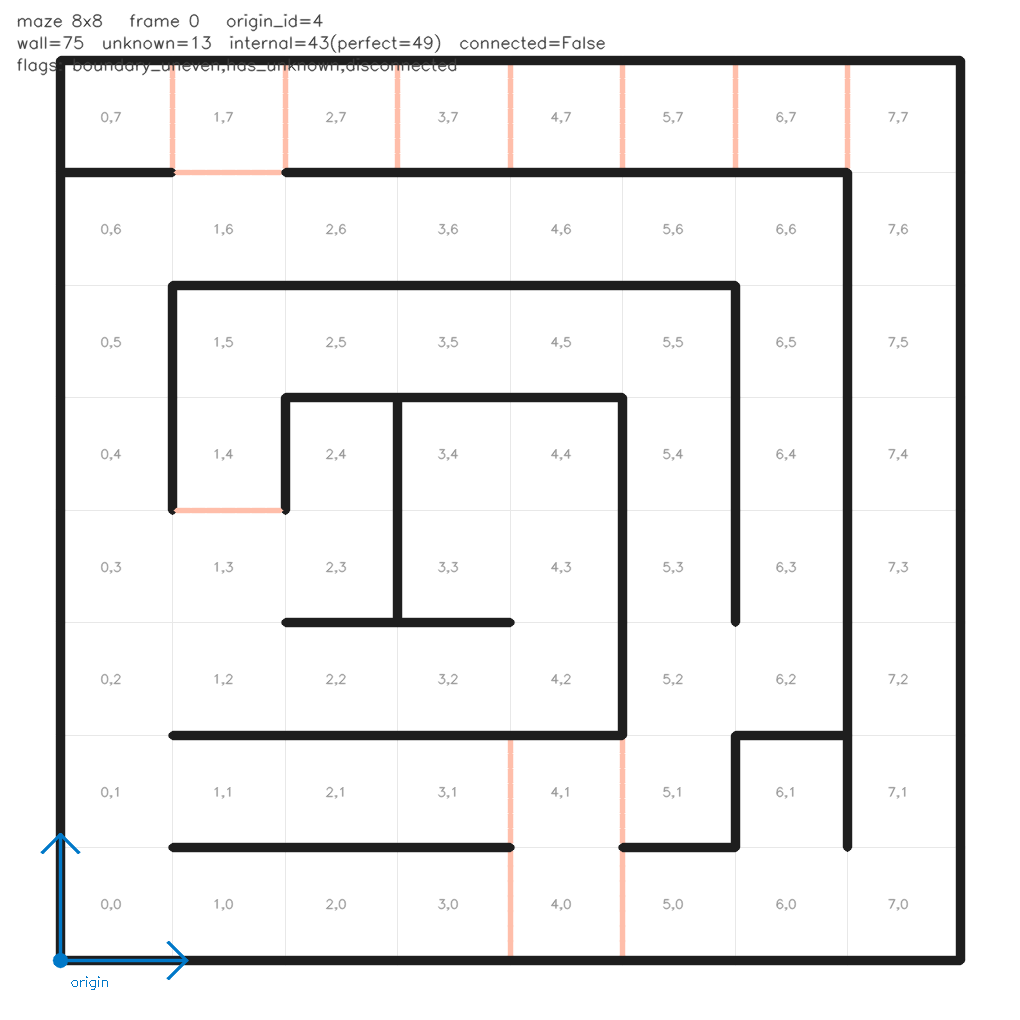 maze 8x8 frame 0 origin_id=4
wall=75 unknown=13 internal=43(perfect=49) connected=False
flags: boundary_uneven,has_unknown,disconnected
0,7 1,7 2,7 3,7 4,7 5,7 6,7 7,7
0,6 1,6 2,6 3,6 4,6 5,6 6,6 7,6
0,5 1,5 2,5 3,5 4,5 5,5 6,5 7,5
0,4 1,4 2,4 3,4 4,4 5,4 6,4 7,4
0,3 1,3 2,3 3,3 4,3 5,3 6,3 7,3
0,2 1,2 2,2 3,2 4,2 5,2 6,2 7,2
0,1 1,1 2,1 3,1 4,1 5,1 6,1 7,1
0,0 1,0 2,0 3,0 4,0 5,0 6,0 7,0
origin